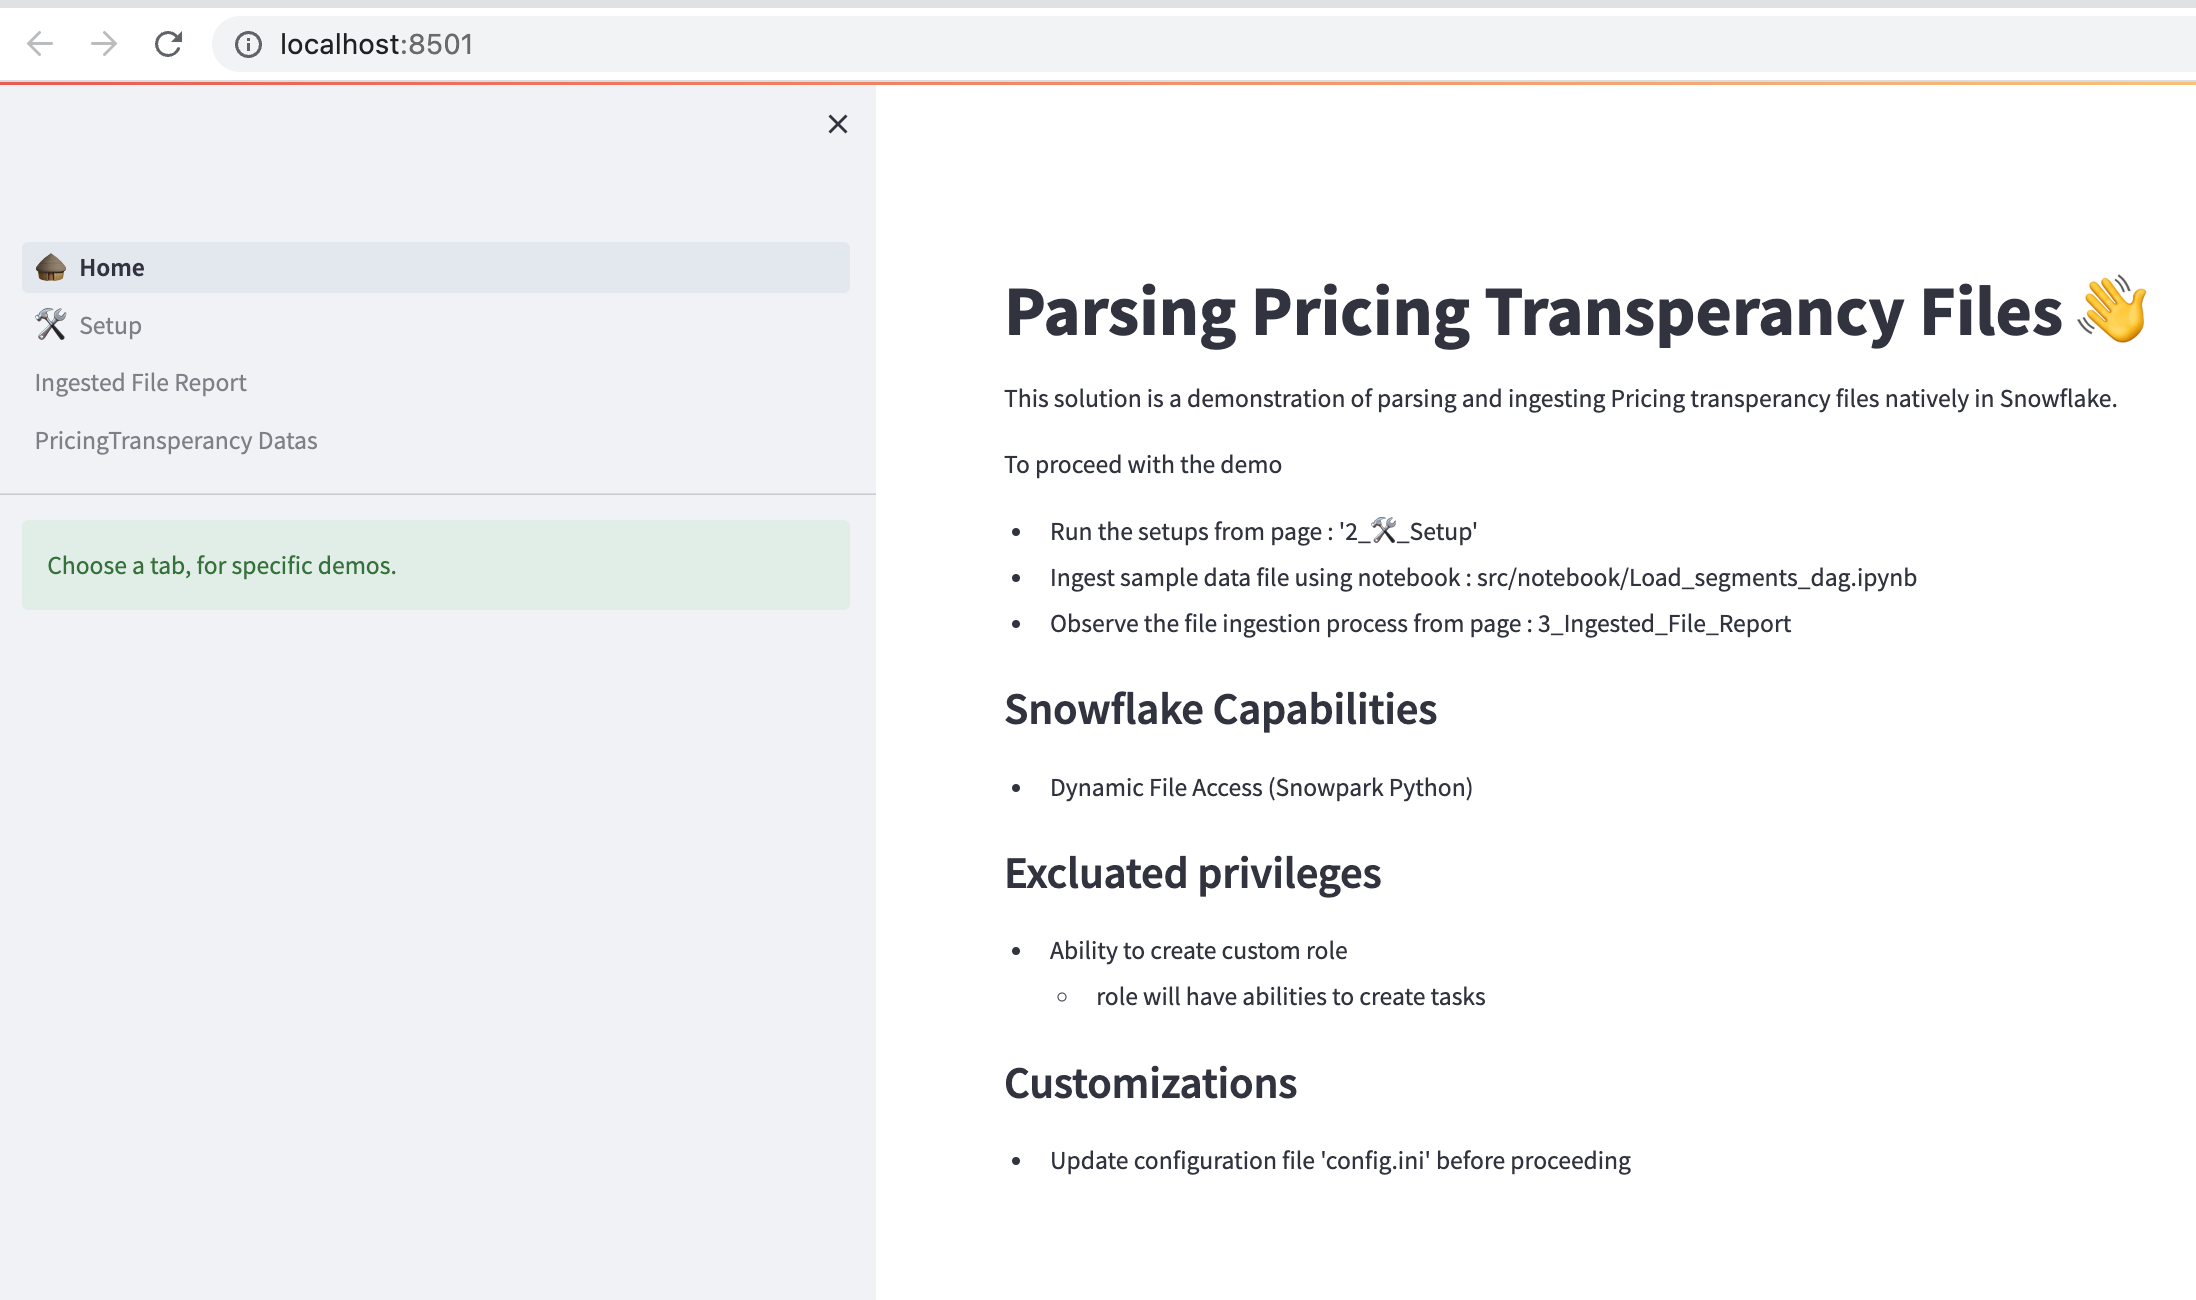 localhost:8501
Home
Setup
Ingested File Report
PricingTransperancy Datas
Choose a tab, for specific demos.
Parsing Pricing Transperancy Files 👋
This solution is a demonstration of parsing and ingesting Pricing transperancy files natively in Snowflake.
To proceed with the demo
• Run the setups from page : '2_🛠_Setup'
• Ingest sample data file using notebook : src/notebook/Load_segments_dag.ipynb
• Observe the file ingestion process from page : 3_Ingested_File_Report
Snowflake Capabilities
• Dynamic File Access (Snowpark Python)
Excluated privileges
• Ability to create custom role
◦ role will have abilities to create tasks
Customizations
• Update configuration file 'config.ini' before proceeding